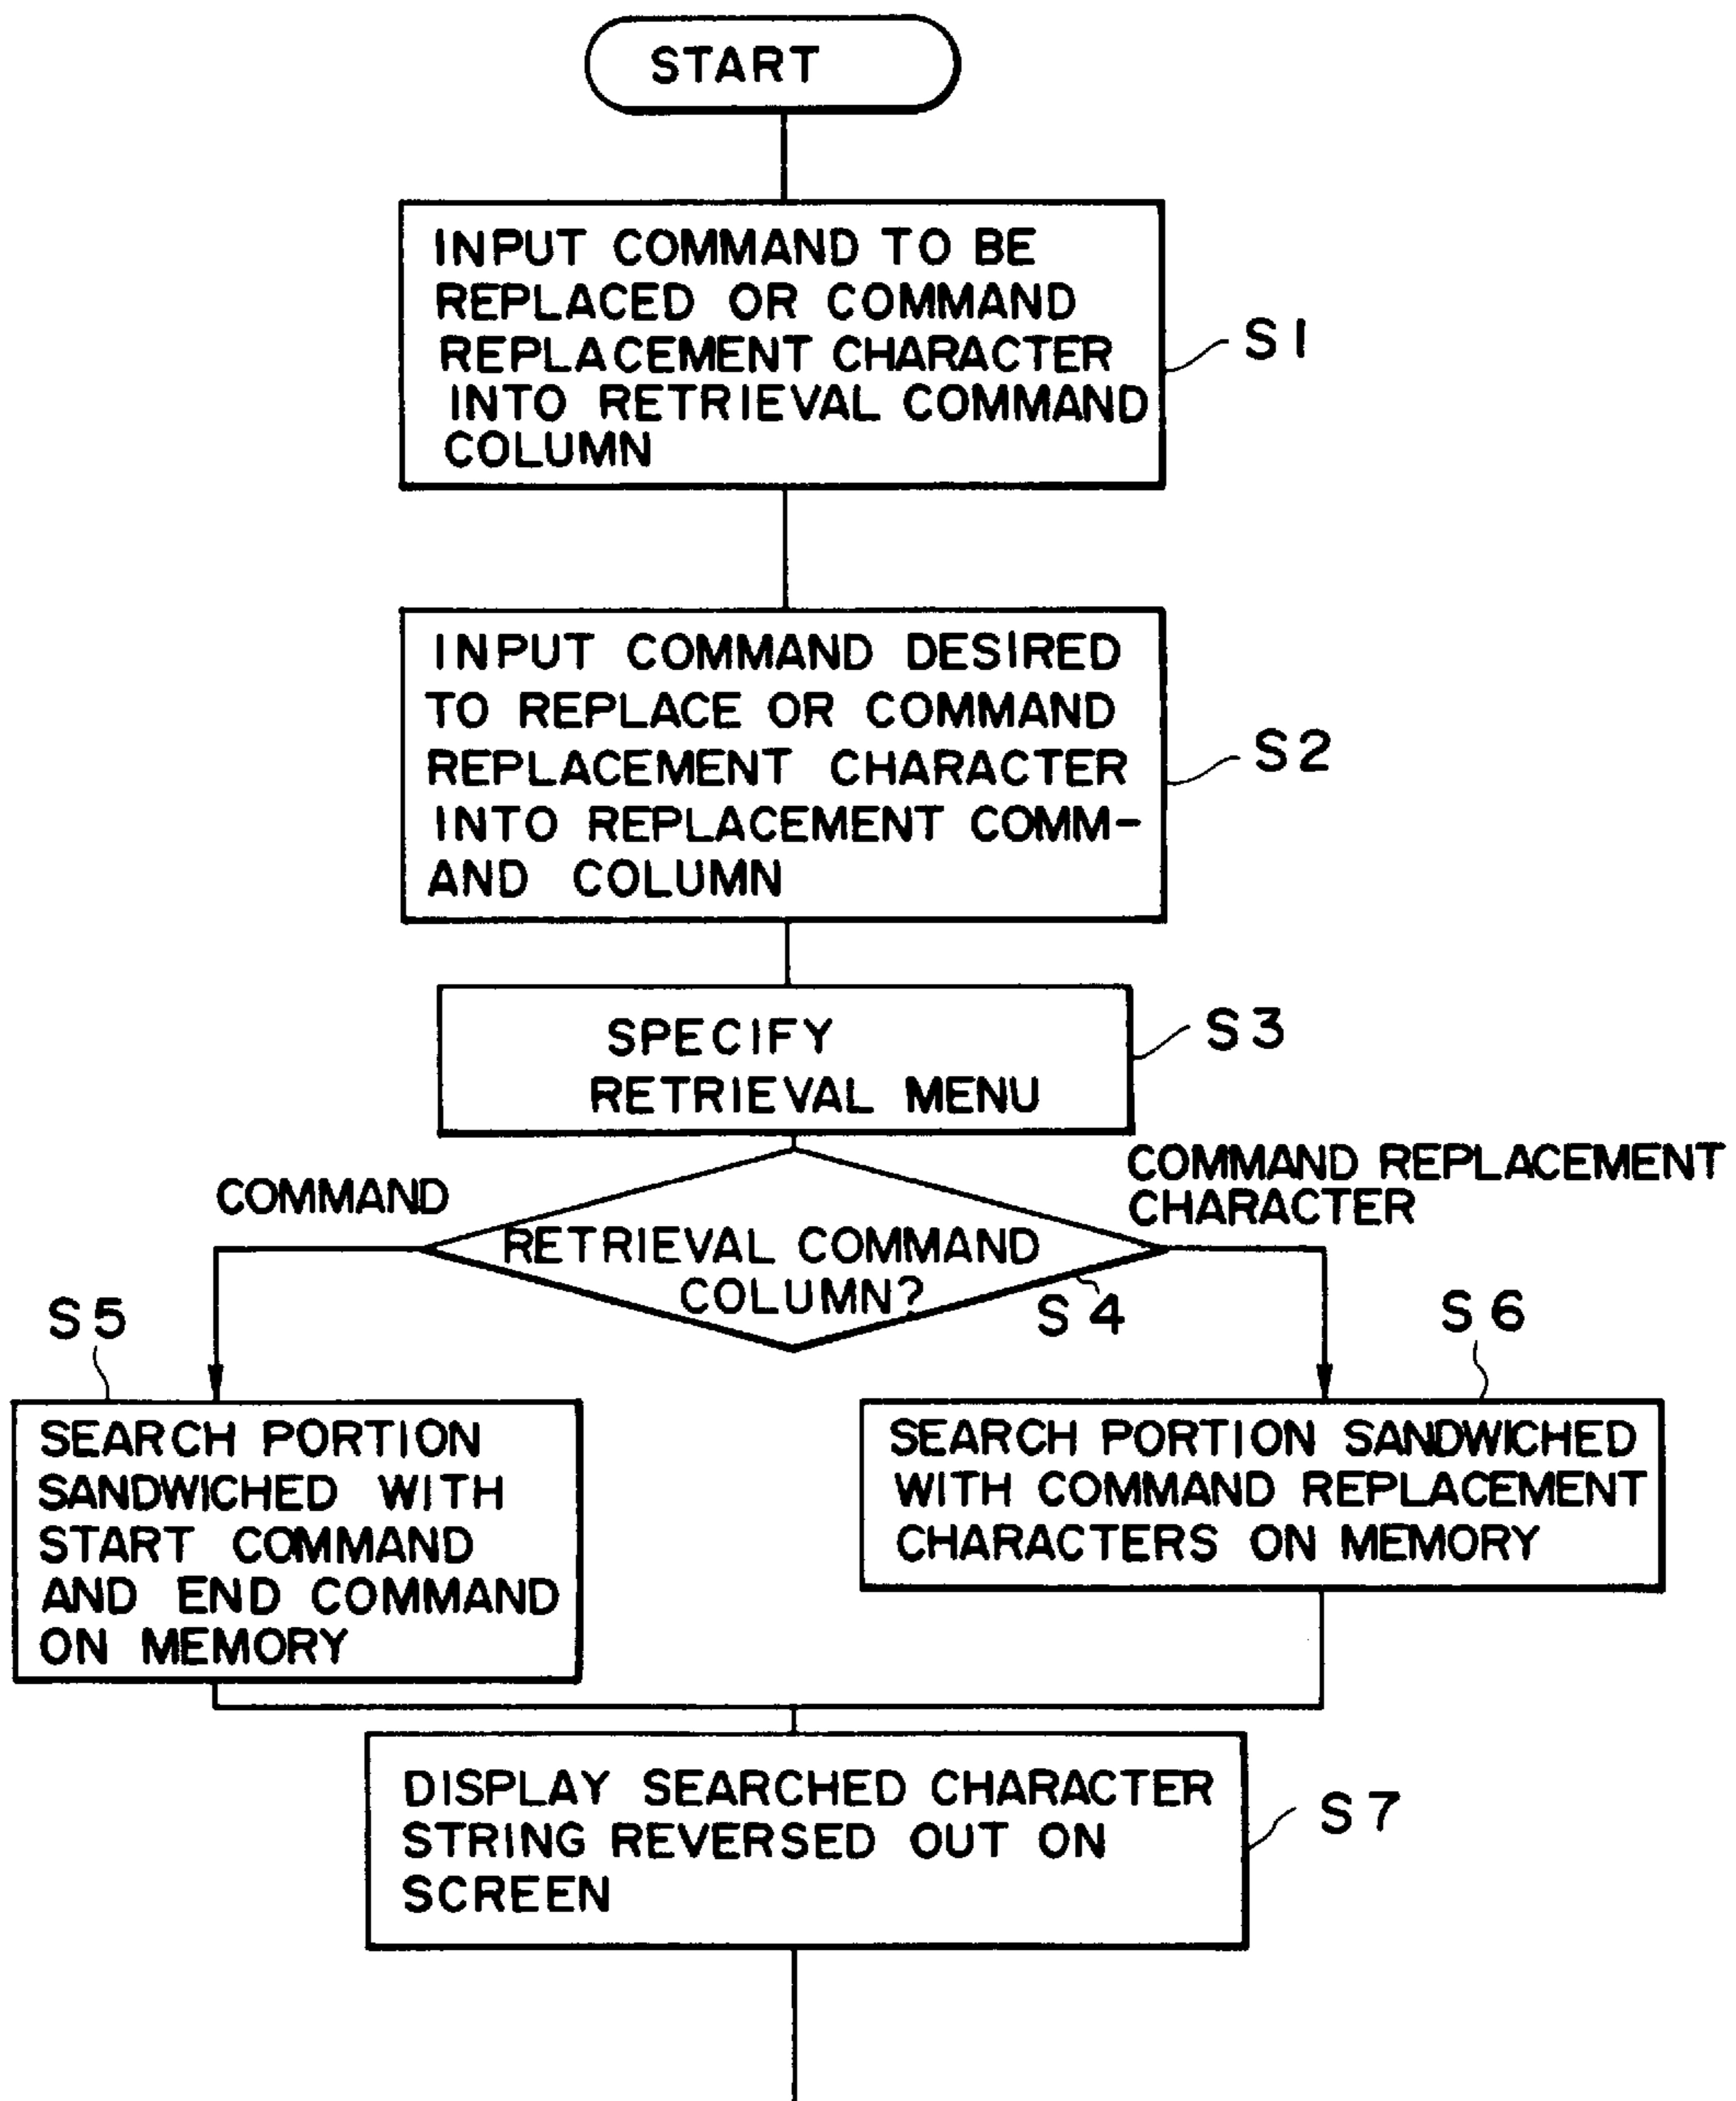 START
INPUT COMMAND TO BE
REPLACED OR COMMAND
REPLACEMENT CHARACTER
INTO RETRIEVAL COMMAND
COLUMN
S1
INPUT COMMAND DESIRED
TO REPLACE OR COMMAND
REPLACEMENT CHARACTER
INTO REPLACEMENT COMM-
AND COLUMN
S2
SPECIFY
RETRIEVAL MENU
S3
COMMAND
COMMAND REPLACEMENT
CHARACTER
RETRIEVAL COMMAND
COLUMN?
S4
S5
S6
SEARCH PORTION
SANDWICHED WITH
START COMMAND
AND END COMMAND
ON MEMORY
SEARCH PORTION SANDWICHED
WITH COMMAND REPLACEMENT
CHARACTERS ON MEMORY
DISPLAY SEARCHED CHARACTER
STRING REVERSED OUT ON
SCREEN
S7